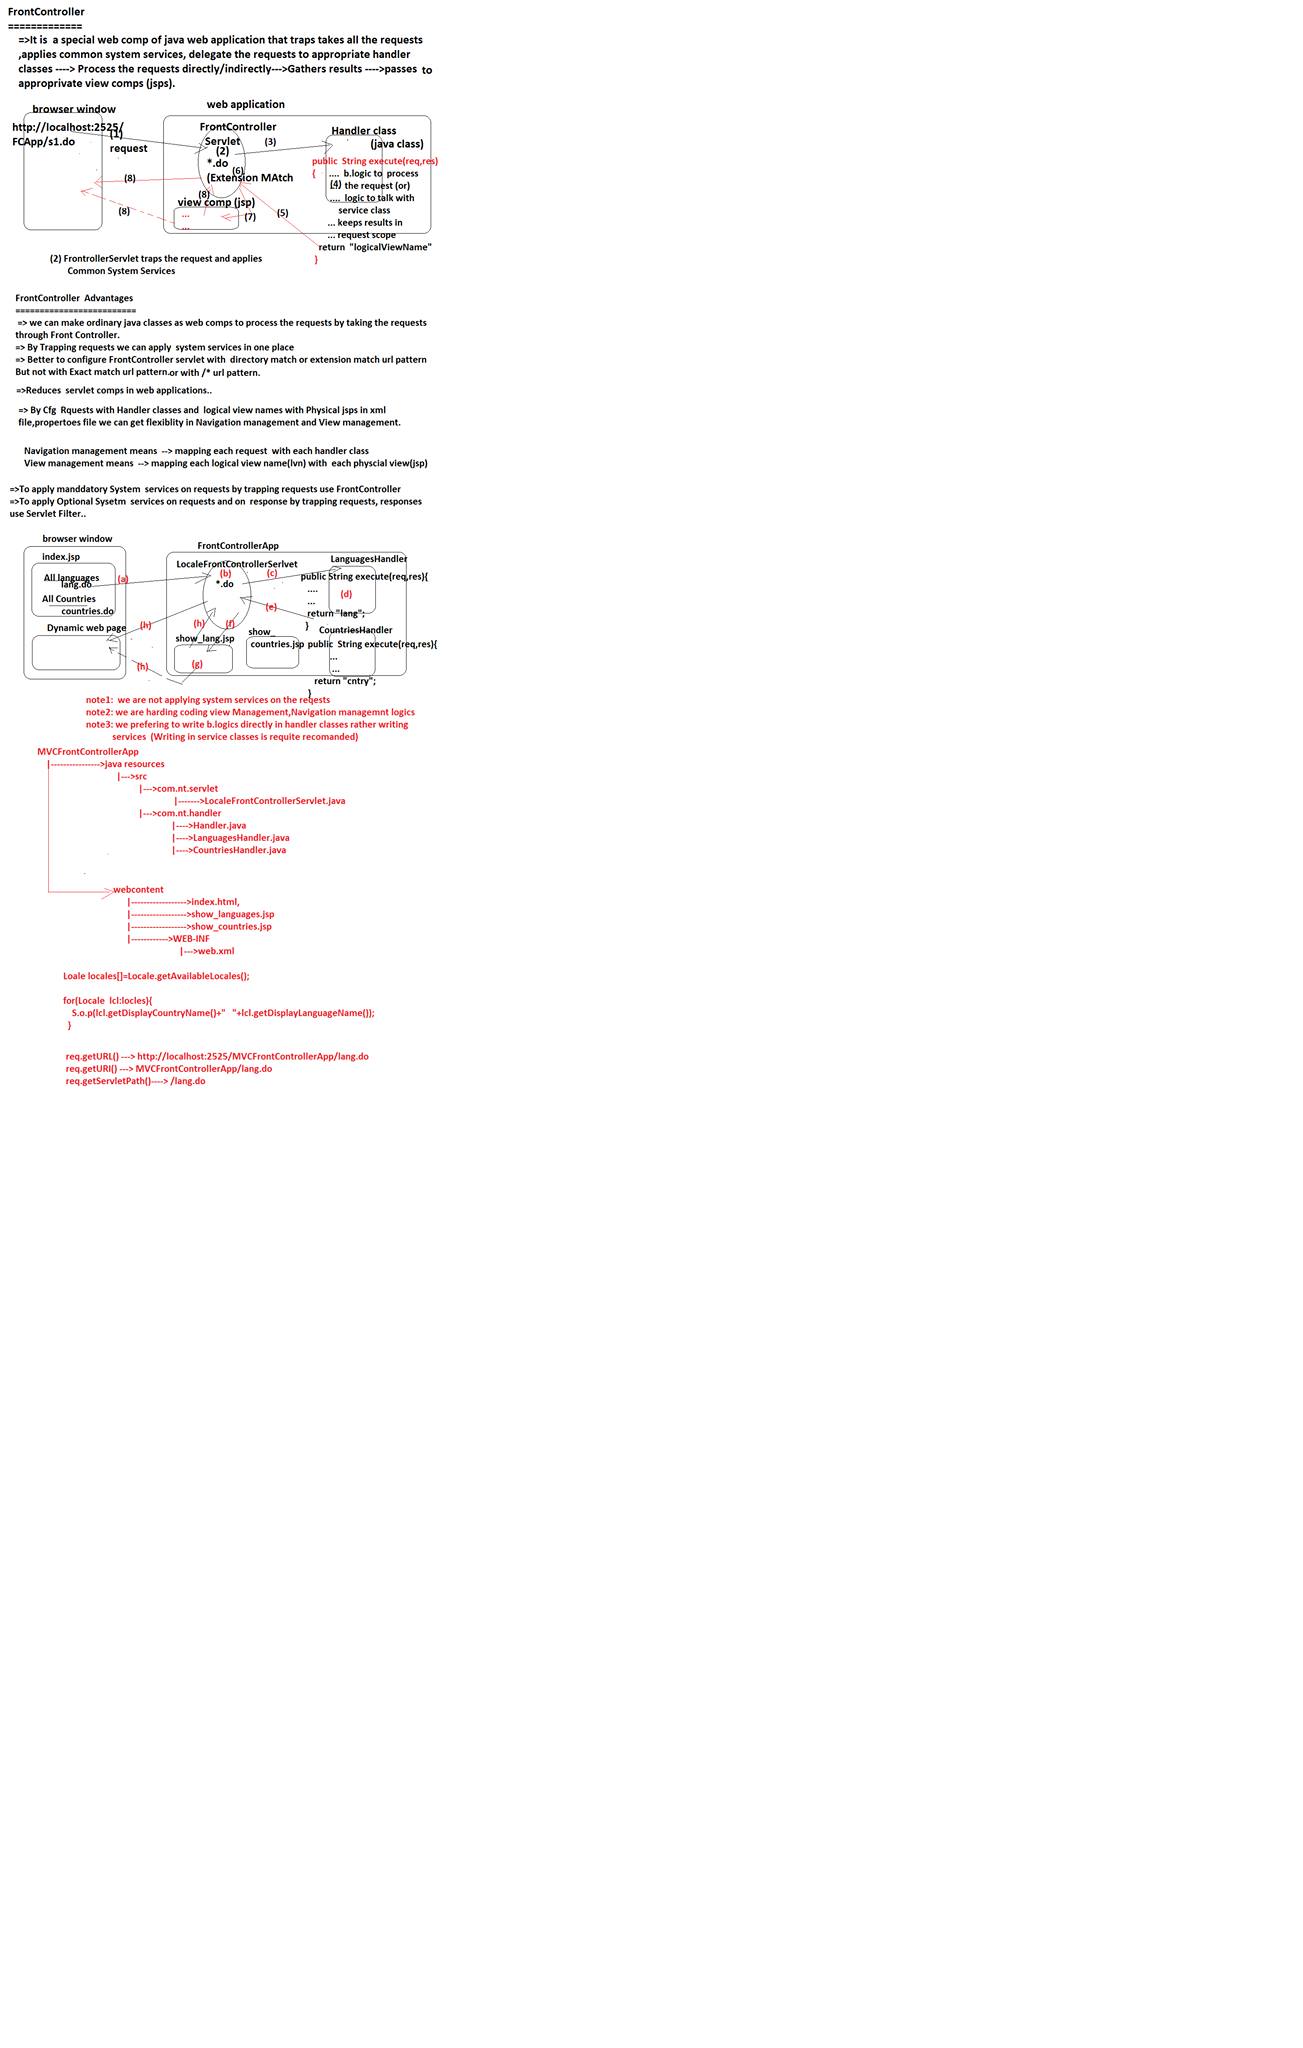 FrontController
=============
=>It is  a special web comp of java web application that traps takes all the requests
,applies common system services, delegate the requests to appropriate handler
classes ----> Process the requests directly/indirectly--->Gathers results ---->passes to
approprivate view comps (jsps).
browser window
web application
http://localhost:2525/
FCApp/s1.do
(1)
request
FrontController
Servlet
(2)
*.do
(Extension MAtch
(3)
Handler class
(java class)
public  String execute(req,res)
{
.... b.logic to  process
(4) the request (or)
.... logic to talk with
service class
... keeps results in
... request scope
return  "logicalViewName"
}
(6)
(8)
(8)
view comp (jsp)
...
...
(7)
(5)
(8)
(2) FrontrollerServlet traps the request and applies
Common System Services
FrontController  Advantages
=========================
=> we can make ordinary java classes as web comps to process the requests by taking the requests
through Front Controller.
=> By Trapping requests we can apply  system services in one place
=> Better to configure FrontController servlet with  directory match or extension match url pattern
But not with Exact match url pattern.or with /* url pattern.
=>Reduces  servlet comps in web applications..
=> By Cfg  Rquests with Handler classes and  logical view names with Physical jsps in xml
file,propertoes file we can get flexiblity in Navigation management and View management.
Navigation management means  --> mapping each request  with each handler class
View management means  --> mapping each logical view name(lvn) with  each physcial view(jsp)
=>To apply manddatory System  services on requests by trapping requests use FrontController
=>To apply Optional Sysetm  services on requests and on  response by trapping requests, responses
use Servlet Filter..
browser window
index.jsp
All languages
lang.do
All Countries
countries.do
Dynamic web page
(a)
FrontControllerApp
LocaleFrontControllerSerlvet
(b)
*.do
(c)
LanguagesHandler
public String execute(req,res){
....
(d)
...
return "lang";
}
(e)
(h)
(h)
(f)
show_lang.jsp
(g)
show_
countries.jsp
CountriesHandler
public  String execute(req,res){
...
...
return "cntry";
}
(h)
note1:  we are not applying system services on the reqests
note2: we are harding coding view Management,Navigation managemnt logics
note3: we prefering to write b.logics directly in handler classes rather writing
services  (Writing in service classes is requite recomanded)
MVCFrontControllerApp
|---------------->java resources
|--->src
|--->com.nt.servlet
|------->LocaleFrontControllerServlet.java
|--->com.nt.handler
|---->Handler.java
|---->LanguagesHandler.java
|---->CountriesHandler.java
webcontent
|------------------>index.html,
|------------------>show_languages.jsp
|------------------>show_countries.jsp
|------------>WEB-INF
|--->web.xml
Loale locales[]=Locale.getAvailableLocales();
for(Locale  lcl:locles){
S.o.p(lcl.getDisplayCountryName()+"   "+lcl.getDisplayLanguageName());
}
req.getURL() ---> http://localhost:2525/MVCFrontControllerApp/lang.do
req.getURI() ---> MVCFrontControllerApp/lang.do
req.getServletPath()----> /lang.do